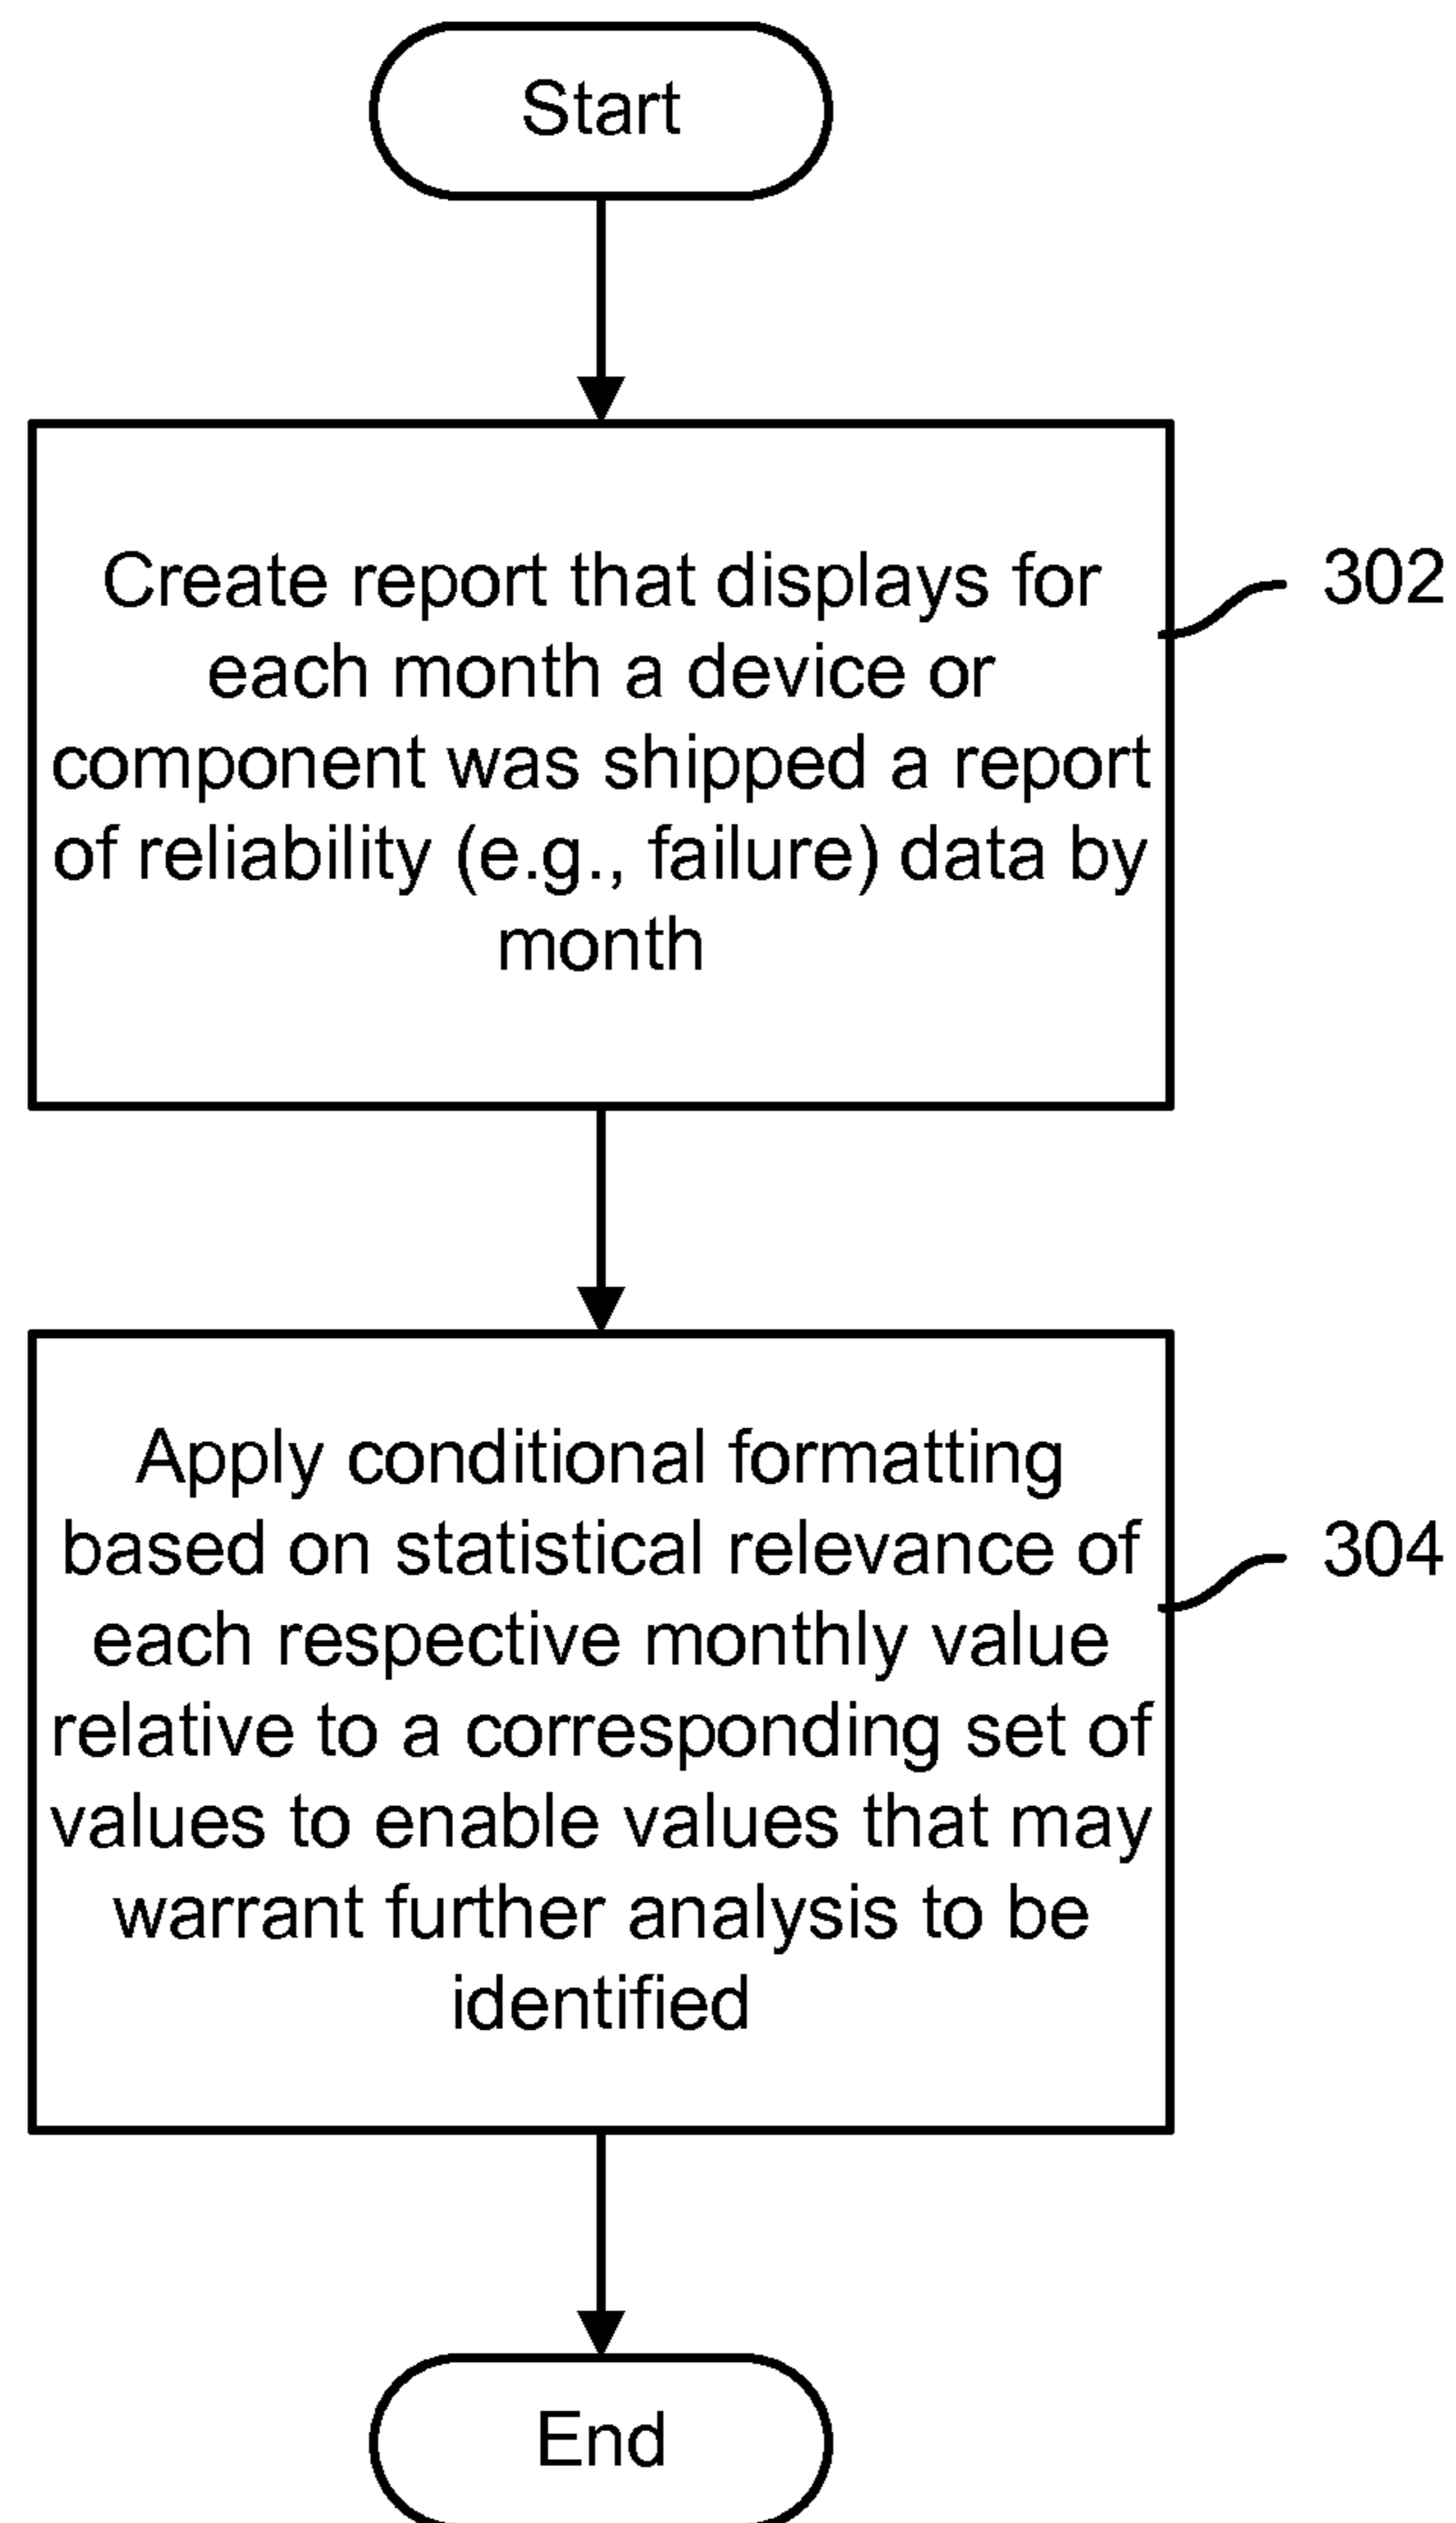 Start
Create report that displays for
each month a device or
component was shipped a report
of reliability (e.g., failure) data by
month
302
Apply conditional formatting
based on statistical relevance of
each respective monthly value
relative to a corresponding set of
values to enable values that may
warrant further analysis to be
identified
304
End